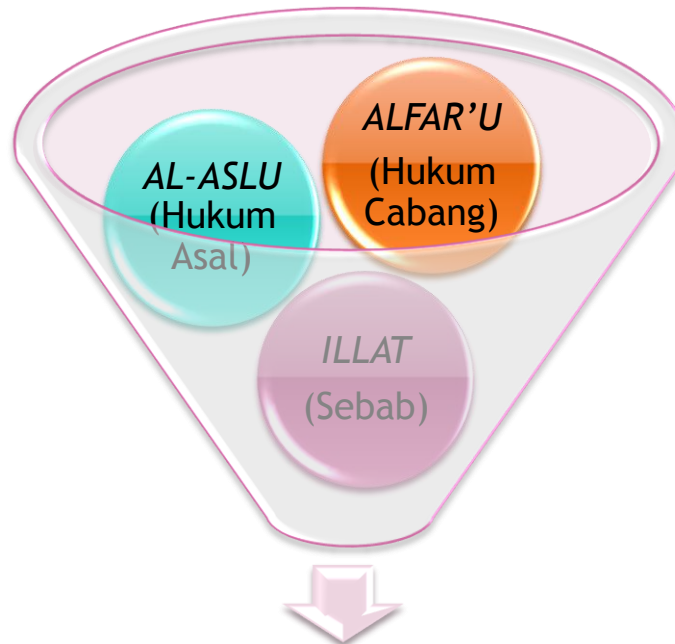 AL-ASLU
(Hukum
Asal)
ALFAR’U
(Hukum
Cabang)
ILLAT
(Sebab)